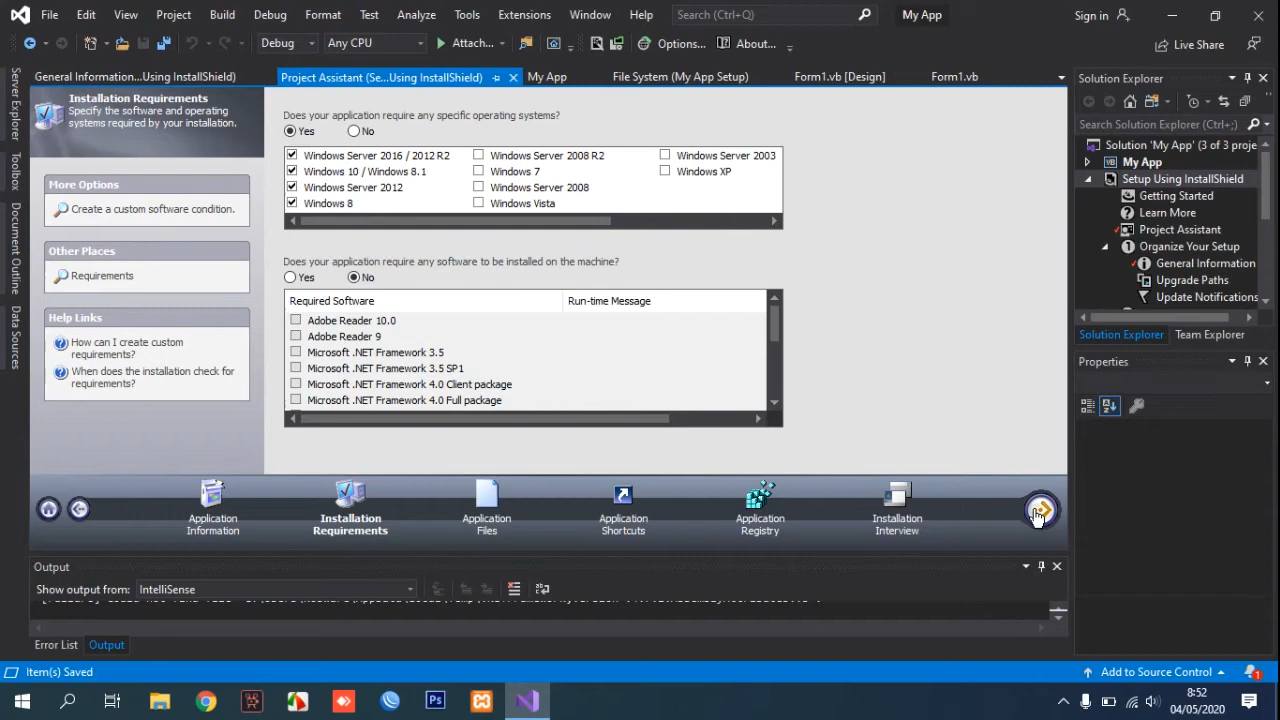 File Edit View Project Build Debug Format Test Analyze Tools Extensions Window Help Search (Ctrl+Q) My App Sign in
Debug Any CPU Attach... Options... About... Live Share
General Information...Using InstallShield) Project Assistant (Se...Using InstallShield) My App File System (My App Setup) Form1.vb [Design] Form1.vb
Server Explorer
Toolbox
Document Outline
Data Sources
Installation Requirements
Specify the software and operating
systems required by your installation.
More Options
Create a custom software condition.
Other Places
Requirements
Help Links
How can I create custom
requirements?
When does the installation check for
requirements?
Does your application require any specific operating systems?
Yes No
Windows Server 2016 / 2012 R2 Windows Server 2008 R2 Windows Server 2003
Windows 10 / Windows 8.1 Windows 7 Windows XP
Windows Server 2012 Windows Server 2008
Windows 8 Windows Vista
Does your application require any software to be installed on the machine?
Yes No
Required Software Run-time Message
Adobe Reader 10.0
Adobe Reader 9
Microsoft .NET Framework 3.5
Microsoft .NET Framework 3.5 SP1
Microsoft .NET Framework 4.0 Client package
Microsoft .NET Framework 4.0 Full package
Application
Information
Installation
Requirements
Application
Files
Application
Shortcuts
Application
Registry
Installation
Interview
Solution Explorer
Search Solution Explorer (Ctrl+;)
Solution 'My App' (3 of 3 proje
My App
Setup Using InstallShield
Getting Started
Learn More
Project Assistant
Organize Your Setup
General Information
Upgrade Paths
Update Notifications
Solution Explorer Team Explorer
Properties
Output
Show output from: IntelliSense
Error List Output
Item(s) Saved Add to Source Control 1
Ps
8:52
04/05/2020